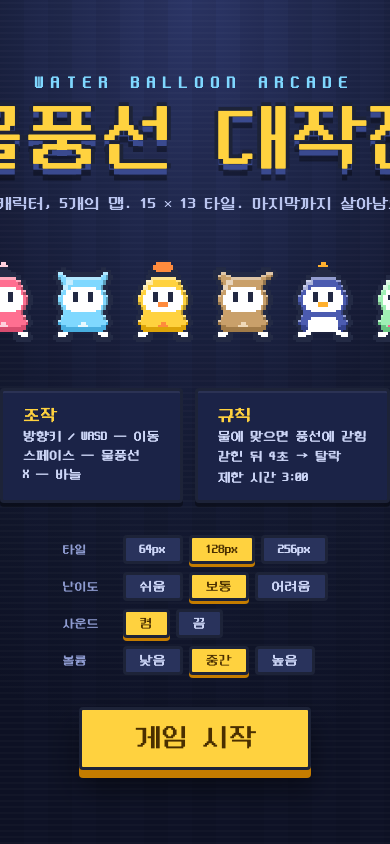 WATER BALLOON ARCADE
물풍선 대작전
캐릭터, 5개의 맵. 15 × 13 타일. 마지막까지 살아남
조작
방향키 / WASD — 이동
스페이스 — 물풍선
X — 바늘
규칙
물에 맞으면 풍선에 갇힘
갇힌 뒤 4초 → 탈락
제한 시간 3:00
타일 64px 128px 256px
난이도 쉬움 보통 어려움
사운드 켬 끔
볼륨 낮음 중간 높음
게임 시작